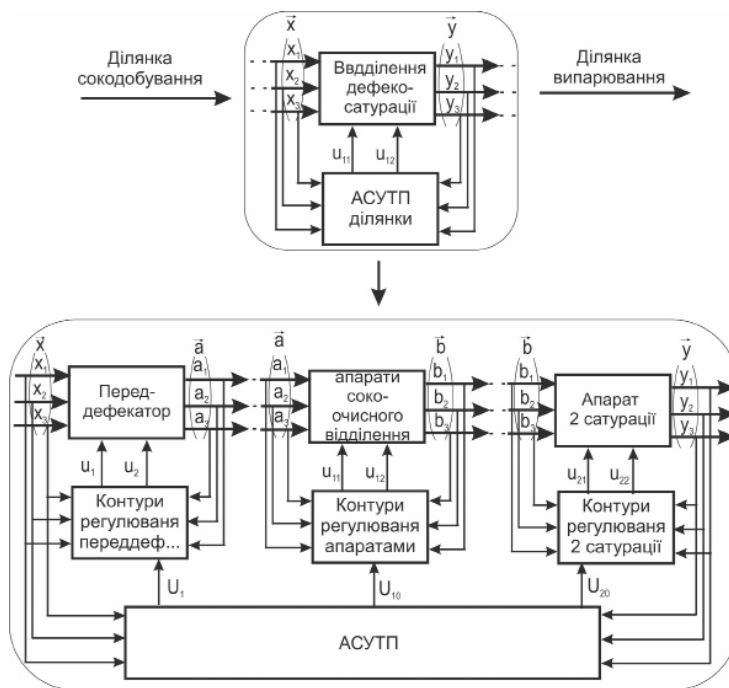 Ділянка
сокодобування
x⃗
x₁
x₂
x₃
Ввдділення
дефеко-
сатурації
y⃗
y₁
y₂
y₃
Ділянка
випарювання
u₁₁
u₁₂
АСУТП
ділянки
x⃗
x₁
x₂
x₃
Перед-
дефекатор
a⃗
a₁
a₂
a₃
a⃗
a₁
a₂
a₃
апарати
соко-
очисного
відділення
b⃗
b₁
b₂
b₃
b⃗
b₁
b₂
b₃
Апарат
2 сатурації
y⃗
y₁
y₂
y₃
u₁
u₂
u₁₁
u₁₂
u₂₁
u₂₂
Контури
регулюваня
переддеф...
Контури
регулюваня
апаратами
Контури
регулюваня
2 сатурації
U₁
U₁₀
U₂₀
АСУТП